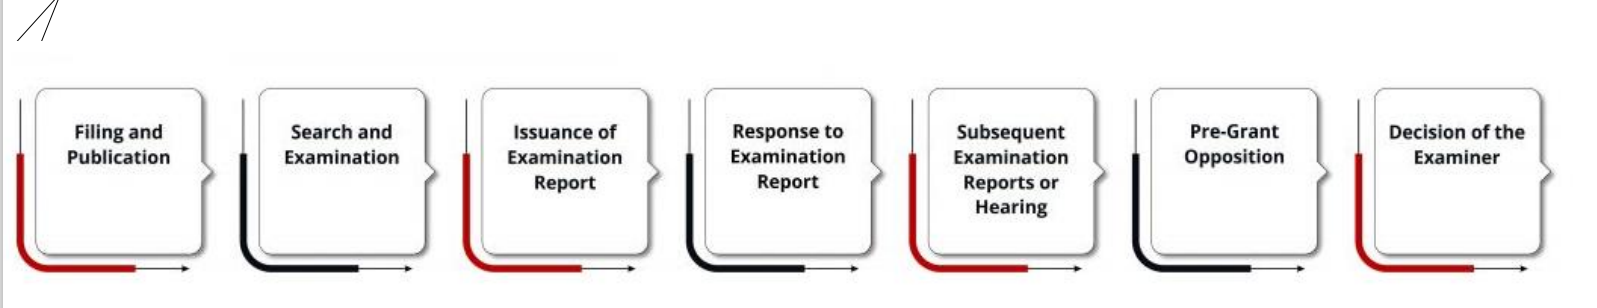 Filing and
Publication
Search and
Examination
Issuance of
Examination
Report
Response to
Examination
Report
Subsequent
Examination
Reports or
Hearing
Pre-Grant
Opposition
Decision of the
Examiner